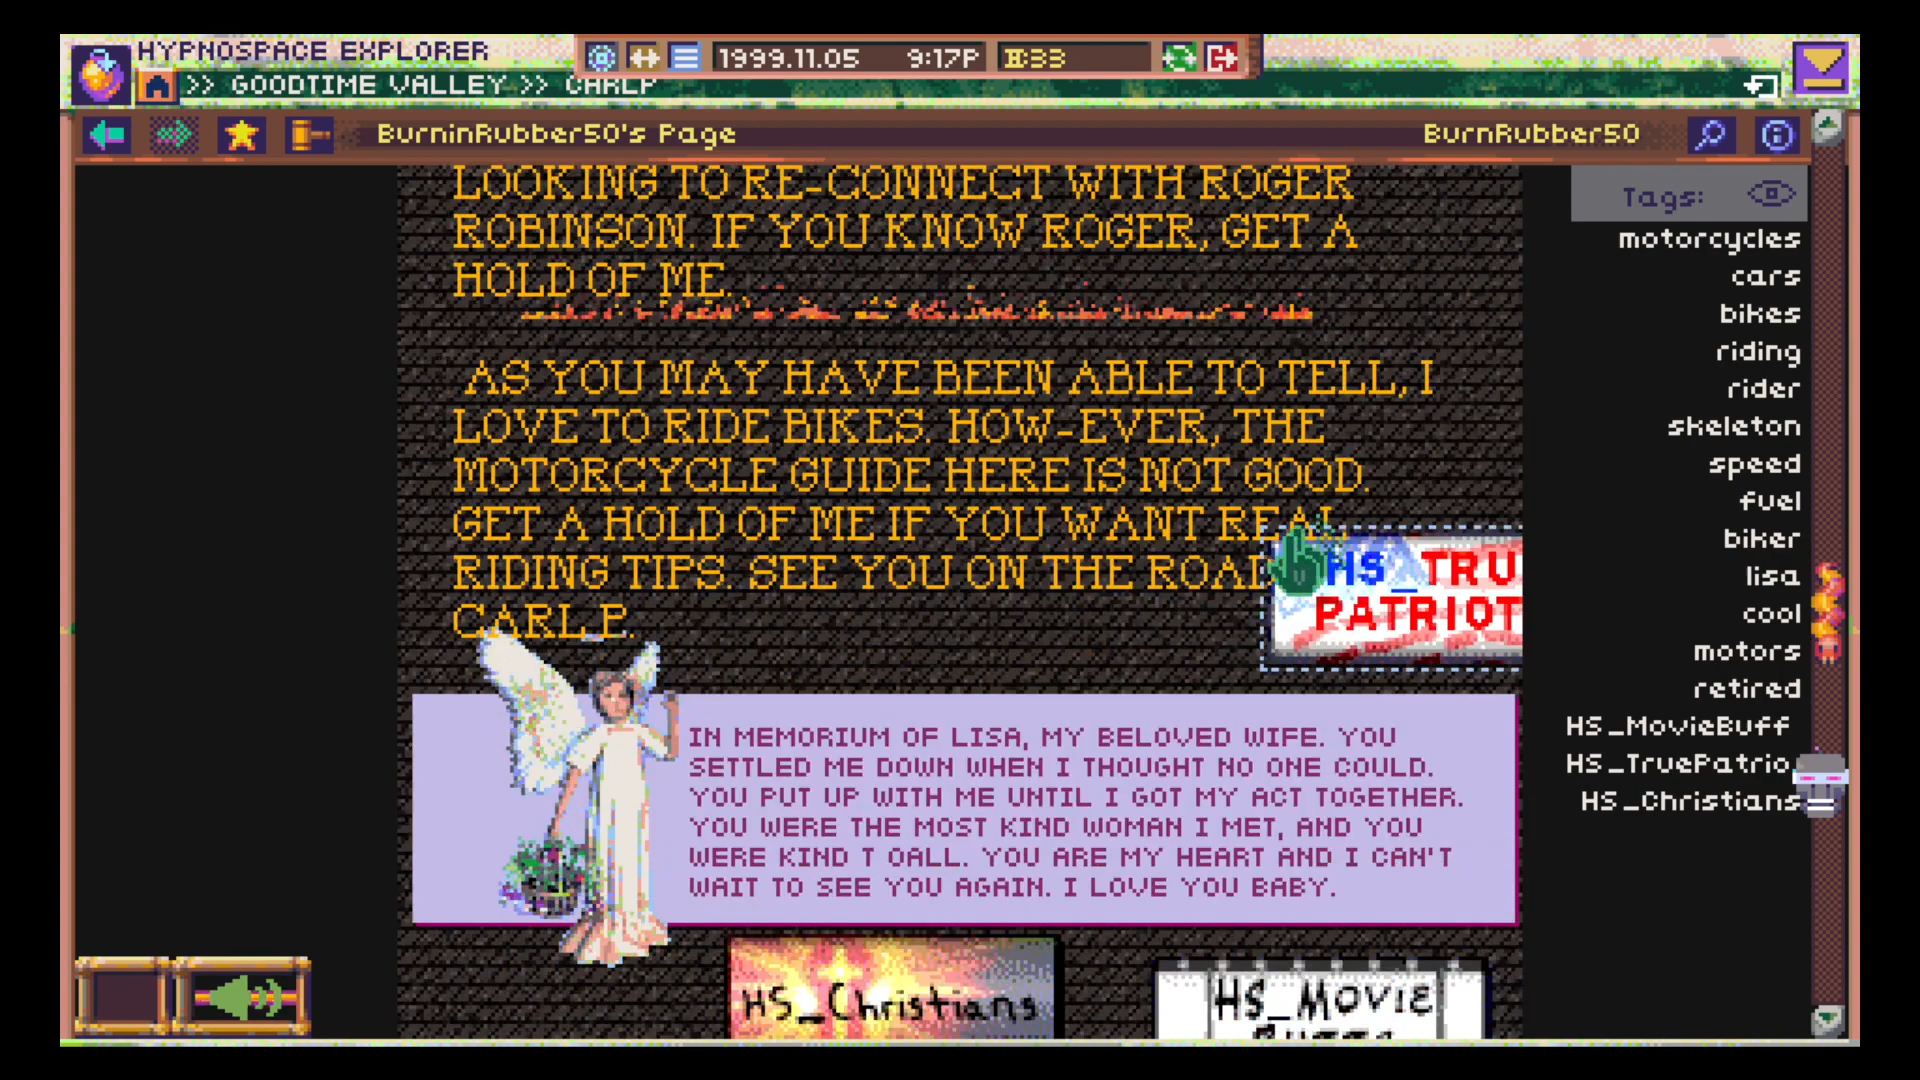 HYPNOSPACE EXPLORER
1999.11.05 9:17P 33
>> GOODTIME VALLEY >> CARLP
BurninRubber50's Page
BurnRubber50
LOOKING TO RE-CONNECT WITH ROGER
ROBINSON. IF YOU KNOW ROGER, GET A
HOLD OF ME.
AS YOU MAY HAVE BEEN ABLE TO TELL, I
LOVE TO RIDE BIKES. HOW-EVER, THE
MOTORCYCLE GUIDE HERE IS NOT GOOD.
GET A HOLD OF ME IF YOU WANT REAL
RIDING TIPS. SEE YOU ON THE ROAD
CARL P.
HS_TRU
PATRIOT
IN MEMORIUM OF LISA, MY BELOVED WIFE. YOU
SETTLED ME DOWN WHEN I THOUGHT NO ONE COULD.
YOU PUT UP WITH ME UNTIL I GOT MY ACT TOGETHER.
YOU WERE THE MOST KIND WOMAN I MET, AND YOU
WERE KIND T OALL. YOU ARE MY HEART AND I CAN'T
WAIT TO SEE YOU AGAIN. I LOVE YOU BABY.
HS_Christians
HS_MOVIE
Tags:
motorcycles
cars
bikes
riding
rider
skeleton
speed
fuel
biker
lisa
cool
motors
retired
HS_MovieBuff
HS_TruePatrio
HS_Christians